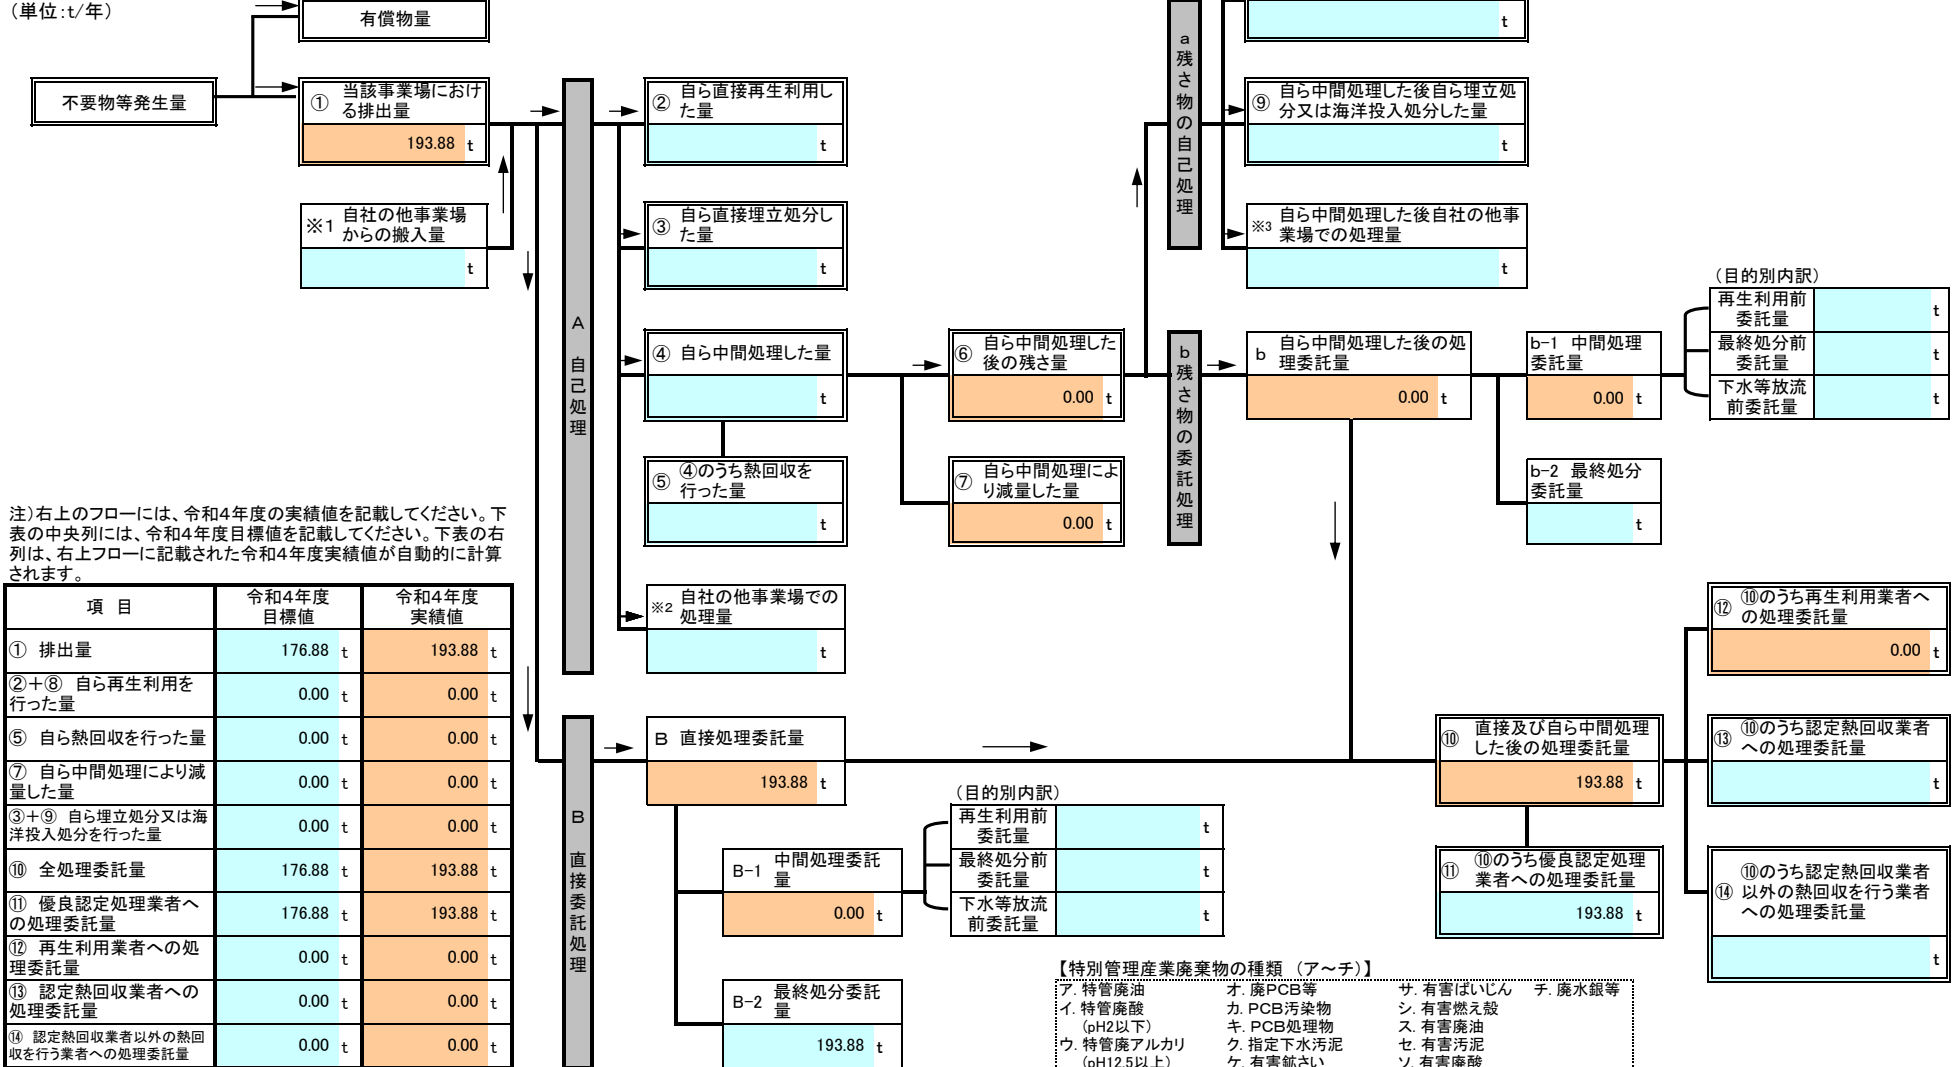 （単位：t/年）
有償物量
不要物等発生量
① 当該事業場におけ
る排出量
193.88 t
※1 自社の他事業場
からの搬入量
t
A 自己処理
② 自ら直接再生利用し
た量
t
③ 自ら直接埋立処分し
た量
t
④ 自ら中間処理した量
t
⑤ ④のうち熱回収を
行った量
t
※2 自社の他事業場での
処理量
t
⑥ 自ら中間処理した
後の残さ量
0.00 t
⑦ 自ら中間処理によ
り減量した量
0.00 t
a 残さ物の自己処理
t
⑨ 自ら中間処理した後自ら埋立処
分又は海洋投入処分した量
t
※3 自ら中間処理した後自社の他事
業場での処理量
t
b 残さ物の委託処理
b 自ら中間処理した後の処
理委託量
0.00 t
b-1 中間処理
委託量
0.00 t
b-2 最終処分
委託量
t
（目的別内訳）
再生利用前
委託量
t
最終処分前
委託量
t
下水等放流
前委託量
t
注）右上のフローには、令和4年度の実績値を記載してください。下
表の中央列には、令和4年度目標値を記載してください。下表の右
列は、右上フローに記載された令和4年度実績値が自動的に計算
されます。
項 目 令和4年度
目標値 令和4年度
実績値
① 排出量 176.88 t 193.88 t
②＋⑧ 自ら再生利用を
行った量 0.00 t 0.00 t
⑤ 自ら熱回収を行った量 0.00 t 0.00 t
⑦ 自ら中間処理により減
量した量 0.00 t 0.00 t
③＋⑨ 自ら埋立処分又は海
洋投入処分を行った量 0.00 t 0.00 t
⑩ 全処理委託量 176.88 t 193.88 t
⑪ 優良認定処理業者へ
の処理委託量 176.88 t 193.88 t
⑫ 再生利用業者への処
理委託量 0.00 t 0.00 t
⑬ 認定熱回収業者への
処理委託量 0.00 t 0.00 t
⑭ 認定熱回収業者以外の熱回
収を行う業者への処理委託量 0.00 t 0.00 t
B 直接委託処理
B 直接処理委託量
193.88 t
B-1 中間処理委託
量
0.00 t
B-2 最終処分委託
量
193.88 t
（目的別内訳）
再生利用前
委託量
t
最終処分前
委託量
t
下水等放流
前委託量
t
⑩ 直接及び自ら中間処理
した後の処理委託量
193.88 t
⑪ ⑩のうち優良認定処理
業者への処理委託量
193.88 t
⑫ ⑩のうち再生利用業者へ
の処理委託量
0.00 t
⑬ ⑩のうち認定熱回収業者
への処理委託量
t
⑭ ⑩のうち認定熱回収業者
以外の熱回収を行う業者
への処理委託量
t
【特別管理産業廃棄物の種類 （ア～チ）】
ア. 特管廃油 オ. 廃PCB等 サ. 有害ばいじん チ. 廃水銀等
イ. 特管廃酸 カ. PCB汚染物 シ. 有害燃え殻
（pH2以下） キ. PCB処理物 ス. 有害廃油
ウ. 特管廃アルカリ ク. 指定下水汚泥 セ. 有害汚泥
（pH12.5以上） ケ. 有害鉱さい ソ. 有害廃酸